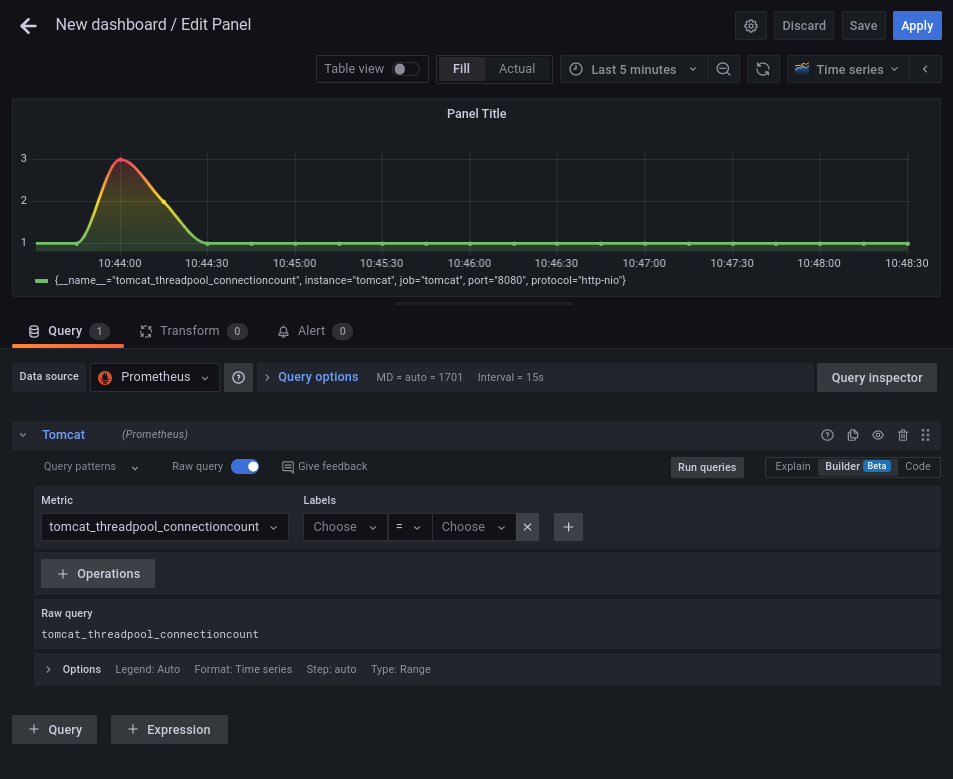 New dashboard / Edit Panel
Discard Save Apply
Table view Fill Actual Last 5 minutes Time series
Panel Title
3
2
1
10:44:00 10:44:30 10:45:00 10:45:30 10:46:00 10:46:30 10:47:00 10:47:30 10:48:00 10:48:30
{__name__="tomcat_threadpool_connectioncount", instance="tomcat", job="tomcat", port="8080", protocol="http-nio"}
Query 1 Transform 0 Alert 0
Data source Prometheus Query options MD = auto = 1701 Interval = 15s Query inspector
Tomcat (Prometheus)
Query patterns Raw query Give feedback Run queries Explain Builder Beta Code
Metric Labels
tomcat_threadpool_connectioncount Choose = Choose
+ Operations
Raw query
tomcat_threadpool_connectioncount
Options Legend: Auto Format: Time series Step: auto Type: Range
+ Query + Expression